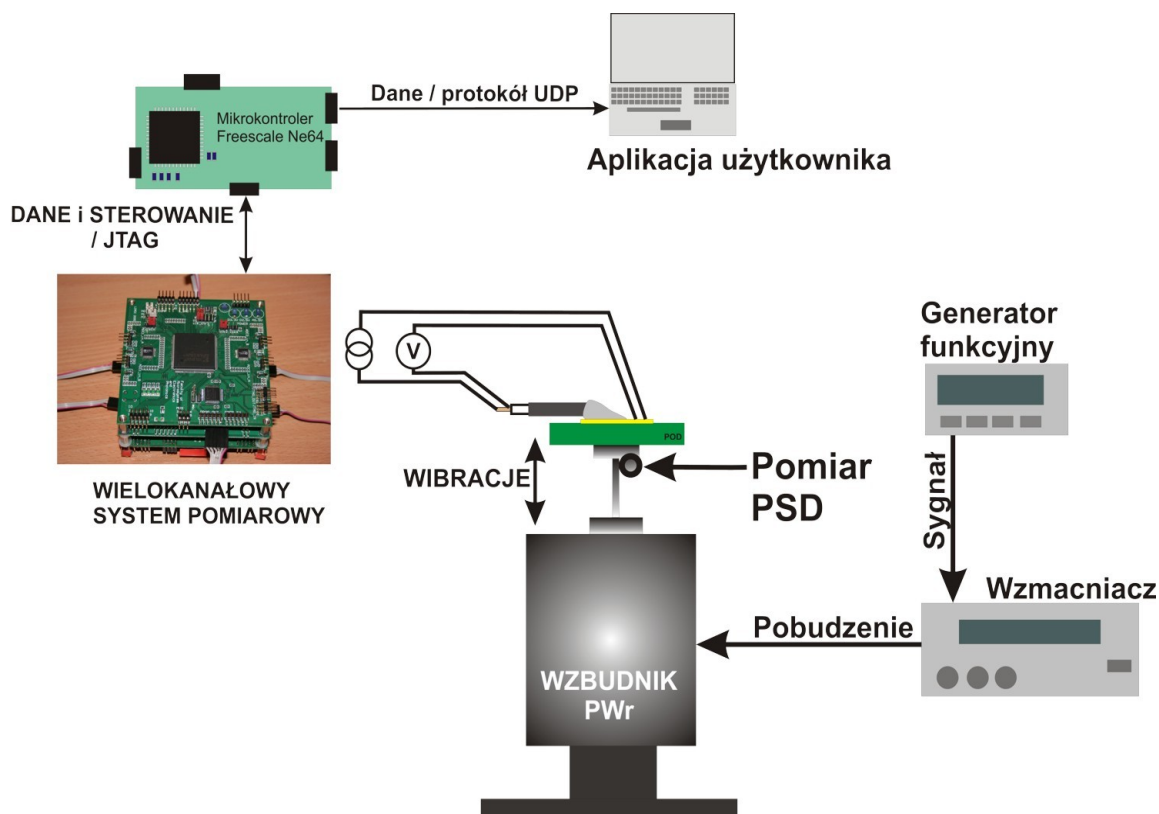 Mikrokontroler
Freescale Ne64
Dane / protokół UDP
Aplikacja użytkownika
DANE i STEROWANIE
/ JTAG
WIELOKANAŁOWY
SYSTEM POMIAROWY
V
POD
WIBRACJE
Pomiar
PSD
Generator
funkcyjny
Sygnał
Wzmacniacz
Pobudzenie
WZBUDNIK
PWr